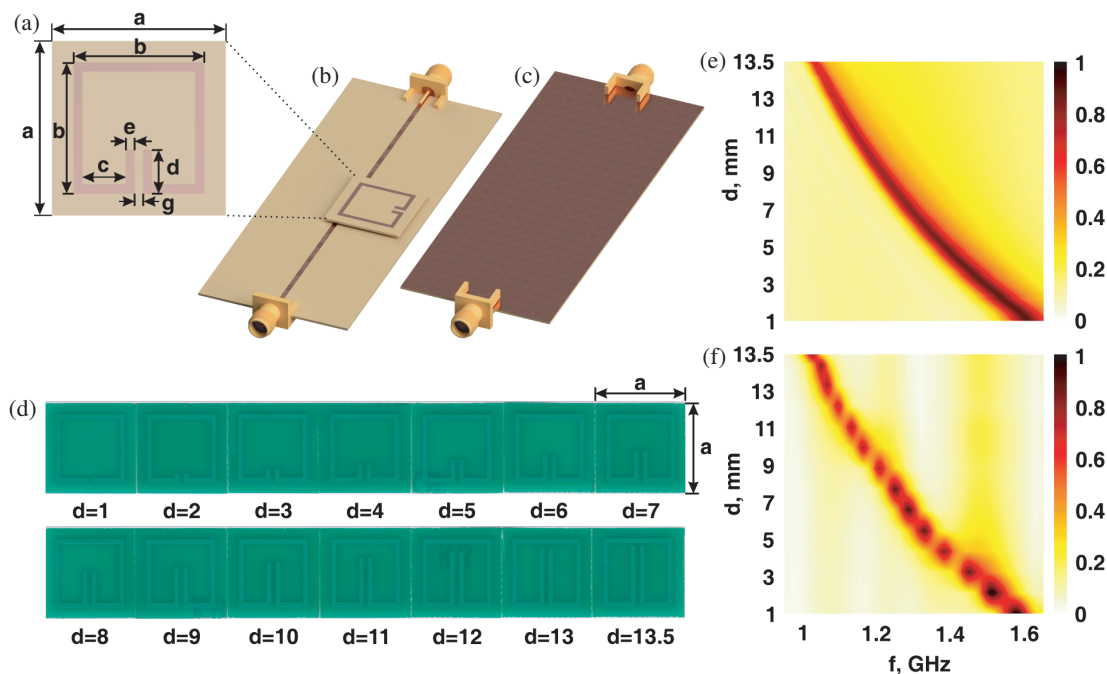 (a)
a
b
a
b
e
c
d
g
(b)
(c)
(d)
a
a
d=1 d=2 d=3 d=4 d=5 d=6 d=7
d=8 d=9 d=10 d=11 d=12 d=13 d=13.5
(e)
d, mm
13.5
13
11
9
7
5
3
1
1
0.8
0.6
0.4
0.2
0
(f)
d, mm
13.5
13
11
9
7
5
3
1
1
0.8
0.6
0.4
0.2
0
1 1.2 1.4 1.6
f, GHz